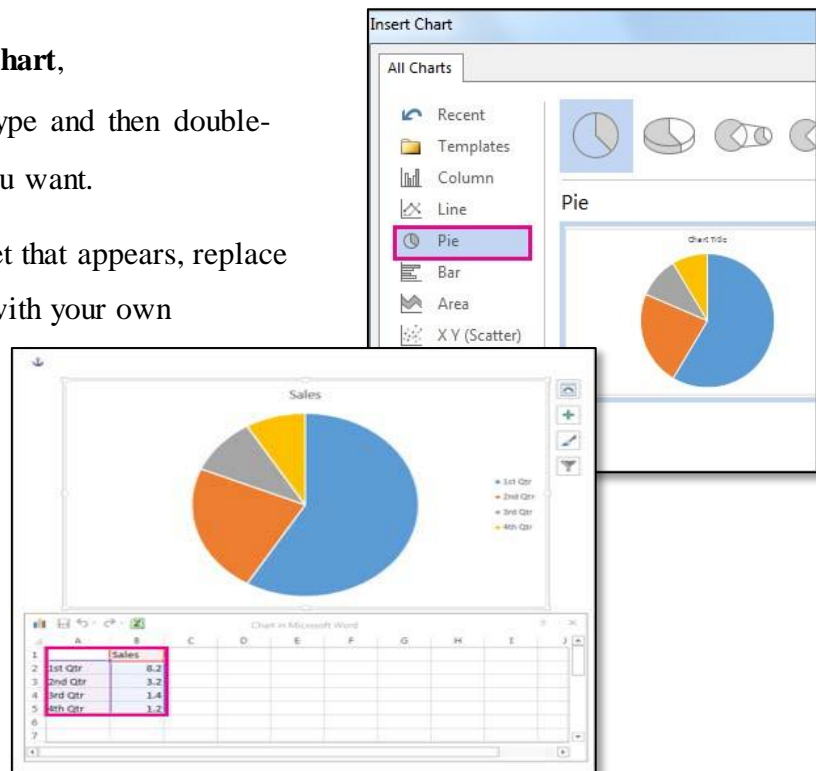 hart,
ype and then double-
u want.
et that appears, replace
with your own
Insert Chart
All Charts
Recent
Templates
Column
Line
Pie
Bar
Area
X Y (Scatter)
Pie
Chart Title
Sales
1st Qtr
2nd Qtr
3rd Qtr
4th Qtr
Chart in Microsoft Word
A B C D E F G H I J
1 Sales
2 1st Qtr 8.2
3 2nd Qtr 3.2
4 3rd Qtr 1.4
5 4th Qtr 1.2
6
7